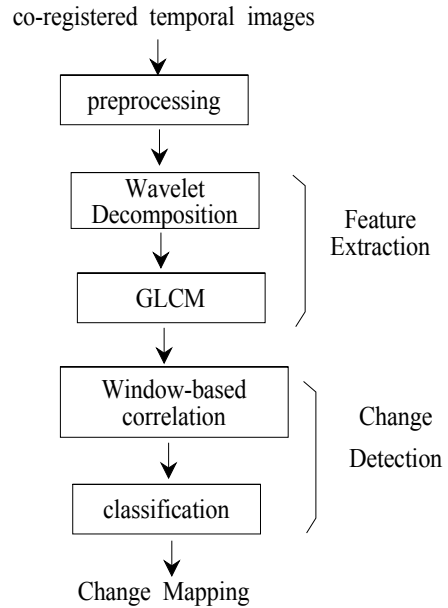 co-registered temporal images
preprocessing
Wavelet
Decomposition
Feature
Extraction
GLCM
Window-based
correlation
Change
Detection
classification
Change Mapping